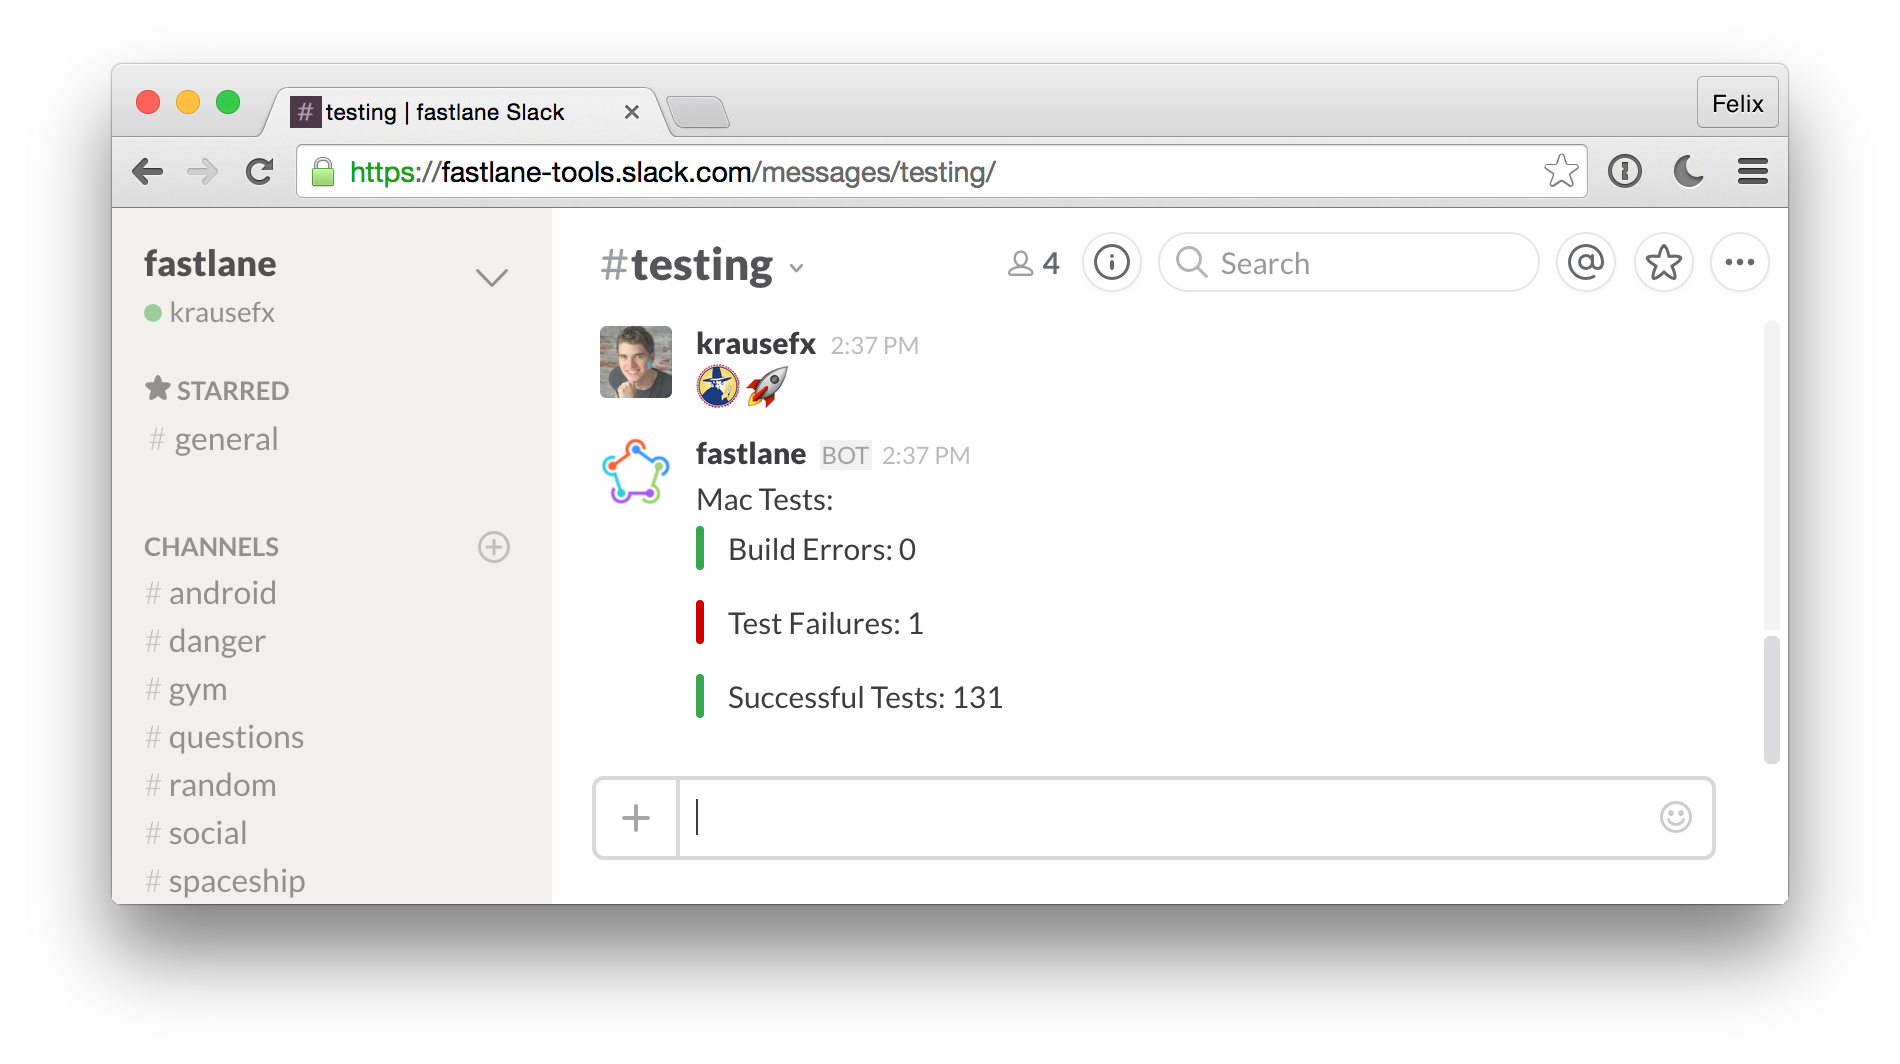 # testing | fastlane Slack
Felix
https://fastlane-tools.slack.com/messages/testing/
fastlane
krausefx
STARRED
# general
CHANNELS
# android
# danger
# gym
# questions
# random
# social
# spaceship
#testing
4
Search
krausefx 2:37 PM
fastlane BOT 2:37 PM
Mac Tests:
Build Errors: 0
Test Failures: 1
Successful Tests: 131